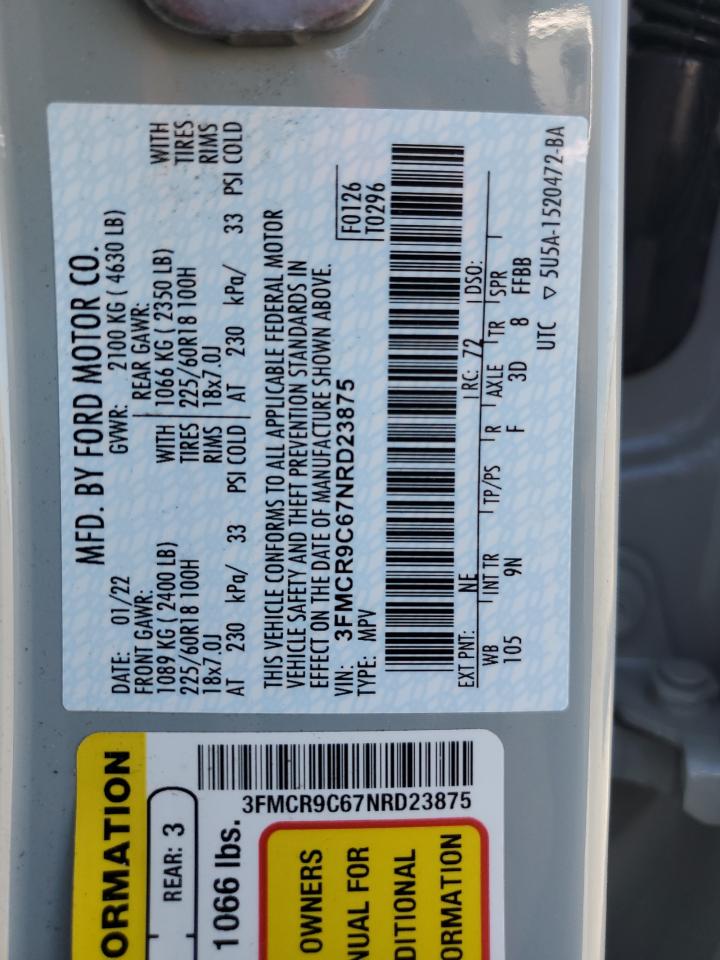 MFD. BY FORD MOTOR CO.
DATE: 01/22 GVWR: 2100 KG ( 4630 LB)
FRONT GAWR: REAR GAWR:
1089 KG ( 2400 LB) WITH 1066 KG ( 2350 LB) WITH
225/60R18 100H TIRES 225/60R18 100H TIRES
18x7.0J RIMS 18x7.0J RIMS
AT 230 kPa/ 33 PSI COLD AT 230 kPa/ 33 PSI COLD
THIS VEHICLE CONFORMS TO ALL APPLICABLE FEDERAL MOTOR
VEHICLE SAFETY AND THEFT PREVENTION STANDARDS IN
EFFECT ON THE DATE OF MANUFACTURE SHOWN ABOVE.
VIN: 3FMCR9C67NRD23875 F0126
TYPE: MPV T0296
EXT PNT: NE RC: 72 DSO:
WB INT TR TP/PS R AXLE TR SPR
105 9N F 3D 8 FFBB
UTC ▽ 5U5A-1520472-BA
ORMATION
REAR: 3
1066 lbs.
3FMCR9C67NRD23875
OWNERS
NUAL FOR
DITIONAL
ORMATION